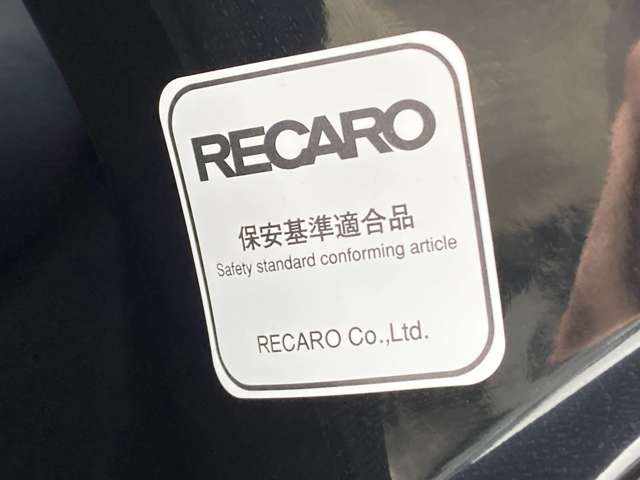 RECARO
保安基準適合品
Safety standard conforming article
RECARO Co.,Ltd.